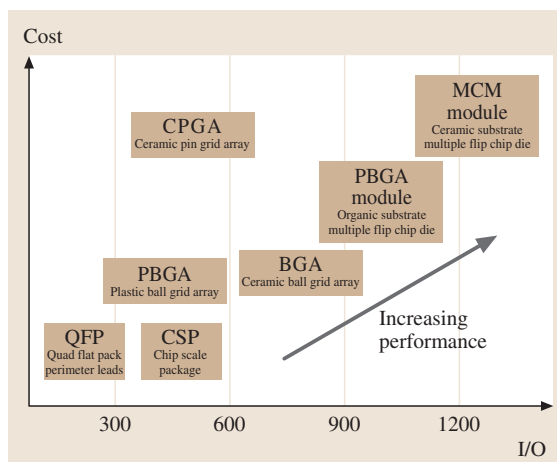 Cost
MCM
module
Ceramic substrate
multiple flip chip die
CPGA
Ceramic pin grid array
PBGA
module
Organic substrate
multiple flip chip die
BGA
Ceramic ball grid array
PBGA
Plastic ball grid array
Increasing
performance
QFP
Quad flat pack
perimeter leads
CSP
Chip scale
package
300
600
900
1200
I/O